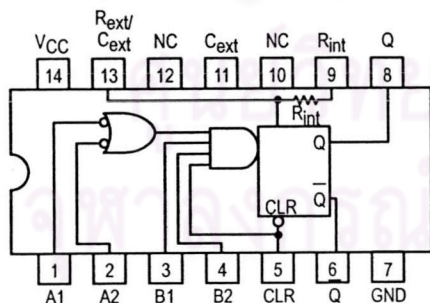 Rext/ Cext
VCC NC Cext NC Rint Q
14 13 12 11 10 9 8
Rint
Q
Q
CLR
1 2 3 4 5 6 7
A1 A2 B1 B2 CLR Q GND